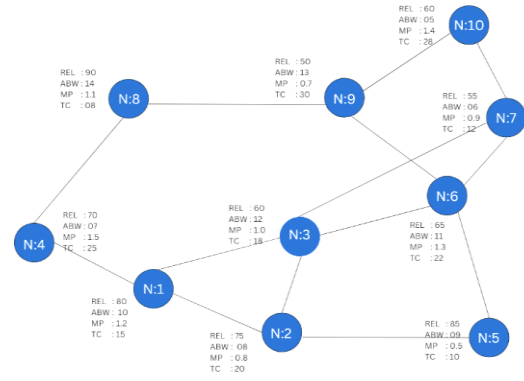 REL : 60
ABW : 05
MP : 1.4
TC : 28
N:10
REL : 90
ABW : 14
MP : 1.1
TC : 08
N:8
REL : 50
ABW : 13
MP : 0.7
TC : 30
N:9
REL : 55
ABW : 06
MP : 0.9
TC : 12
N:7
REL : 70
ABW : 07
MP : 1.5
TC : 25
N:4
REL : 60
ABW : 12
MP : 1.0
TC : 18
N:3
N:6
REL : 65
ABW : 11
MP : 1.3
TC : 22
N:1
REL : 80
ABW : 10
MP : 1.2
TC : 15
N:2
REL : 75
ABW : 08
MP : 0.8
TC : 20
REL : 85
ABW : 09
MP : 0.5
TC : 10
N:5